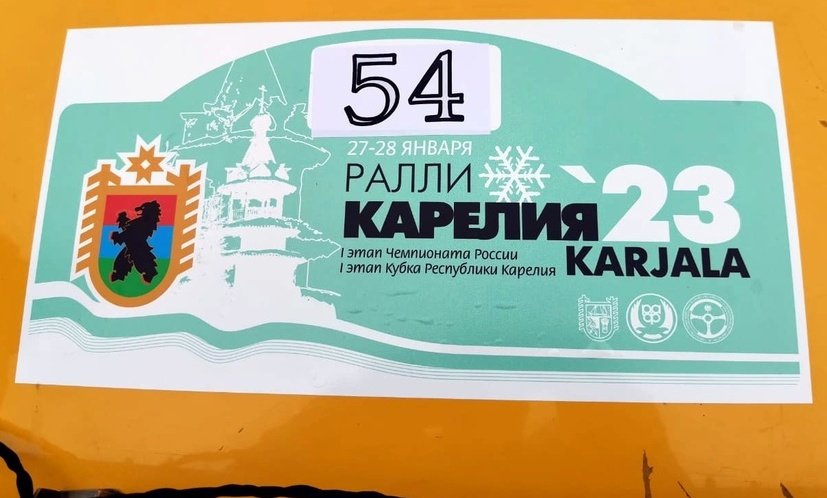 54
27-28 ЯНВАРЯ
РАЛЛИ
КАРЕЛИЯ `23
KARJALA
I этап Чемпионата России
I этап Кубка Республики Карелия